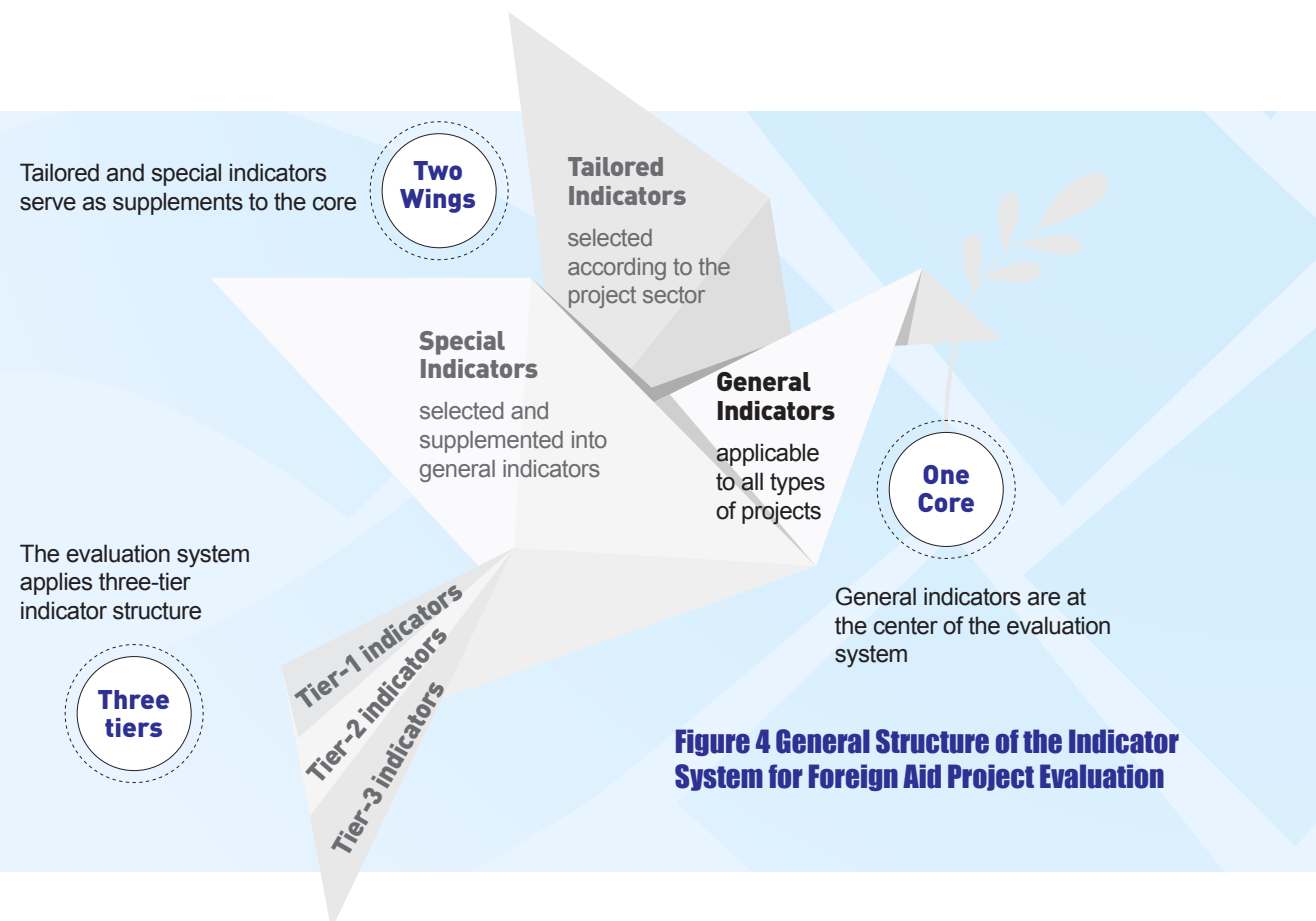 Tailored and special indicators
serve as supplements to the core
Two
Wings
Tailored
Indicators
selected
according to the
project sector
Special
Indicators
selected and
supplemented into
general indicators
General
Indicators
applicable
to all types
of projects
One
Core
General indicators are at
the center of the evaluation
system
The evaluation system
applies three-tier
indicator structure
Three
tiers
Tier-1 indicators
Tier-2 indicators
Tier-3 indicators
Figure 4 General Structure of the Indicator
System for Foreign Aid Project Evaluation